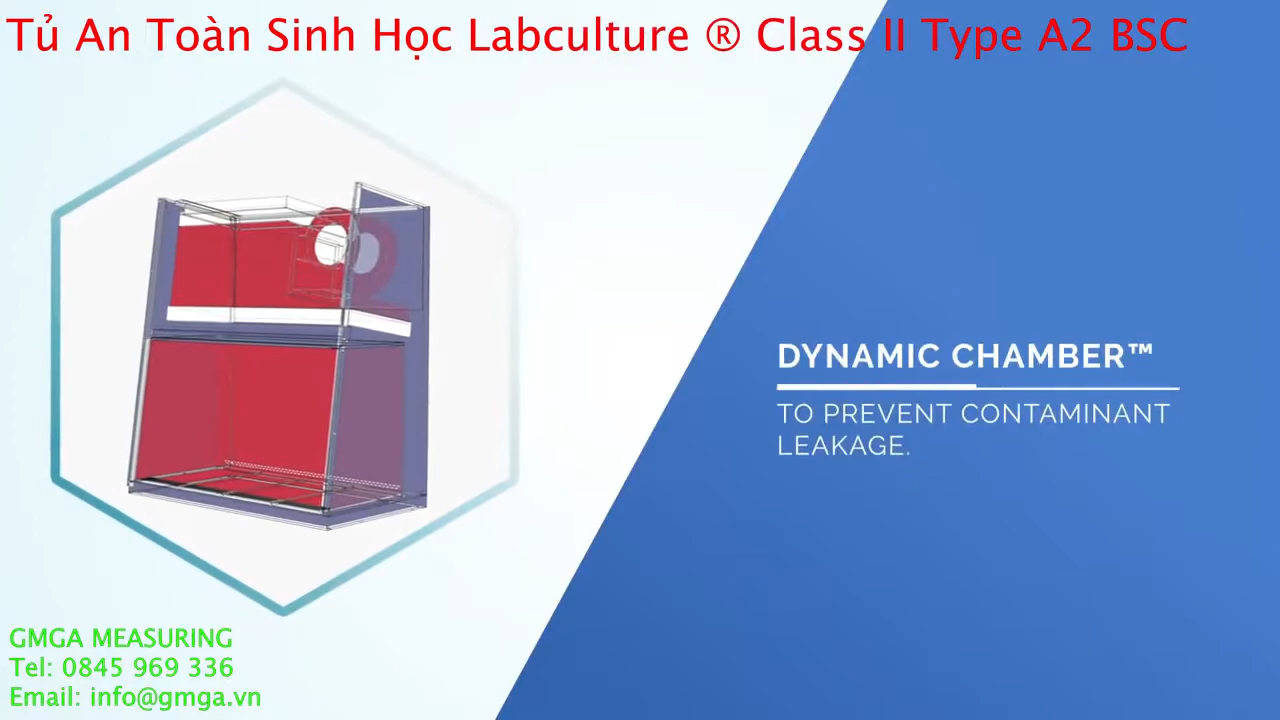 Tủ An Toàn Sinh Học Labculture ® Class II Type A2 BSC
DYNAMIC CHAMBER™
TO PREVENT CONTAMINANT
LEAKAGE.
GMGA MEASURING
Tel: 0845 969 336
Email: info@gmga.vn